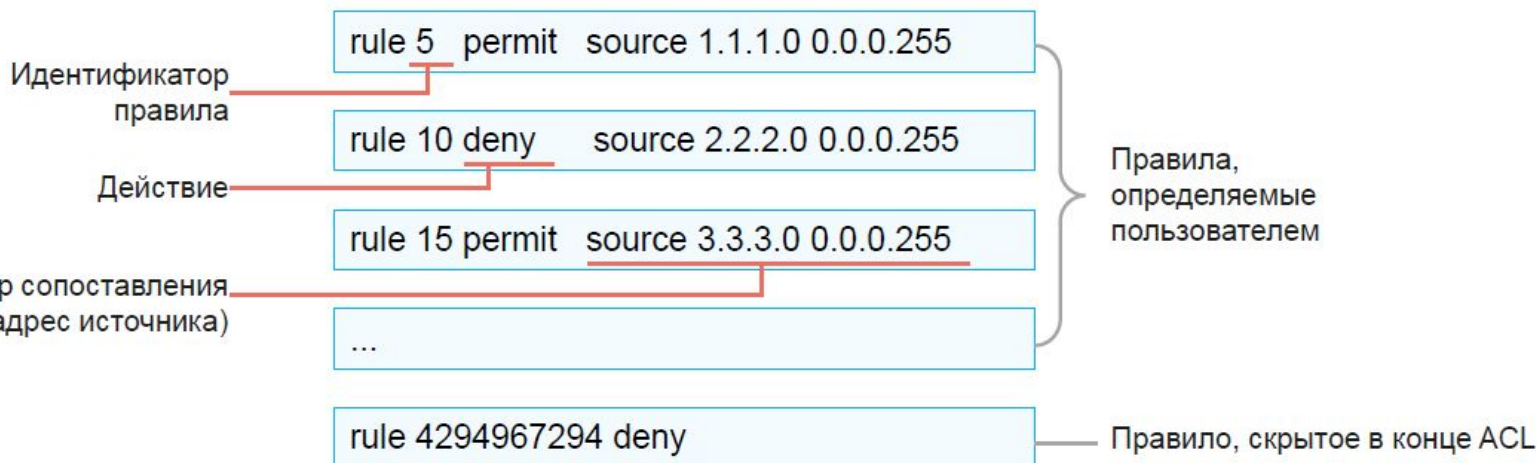 rule 5 permit source 1.1.1.0 0.0.0.255
Идентификатор
правила
rule 10 deny source 2.2.2.0 0.0.0.255
Действие
Правила,
определяемые
пользователем
rule 15 permit source 3.3.3.0 0.0.0.255
р сопоставления
адрес источника)
...
rule 4294967294 deny
Правило, скрытое в конце ACL